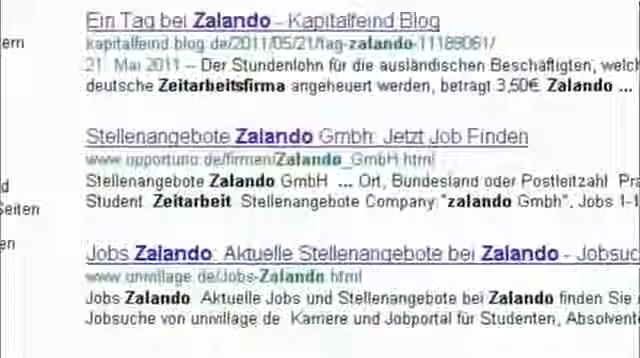 Ein Tag bei Zalando - Kapitalfeind Blog
ern
kapitalfeind.blog.de/2011/05/21/tag-zalando-11189061/
21. Mai 2011 – Der Stundenlohn für die ausländischen Beschäftigten, welch
deutsche Zeitarbeitsfirma angeheuert werden, beträgt 3,50€. Zalando ...
Stellenangebote Zalando Gmbh: Jetzt Job Finden
www.opportuno.de/firmen/Zalando_GmbH.html
d
Stellenangebote Zalando GmbH ... Ort, Bundesland oder Postleitzahl. Pra
Seiten
Student. Zeitarbeit. Stellenangebote Company "zalando Gmbh". Jobs 1-1
en
Jobs Zalando: Aktuelle Stellenangebote bei Zalando - Jobsuc
www.univillage.de/Jobs-Zalando.html
Jobs Zalando. Aktuelle Jobs und Stellenangebote bei Zalando finden Sie
Jobsuche von univillage.de. Karriere und Jobportal für Studenten, Absolvent